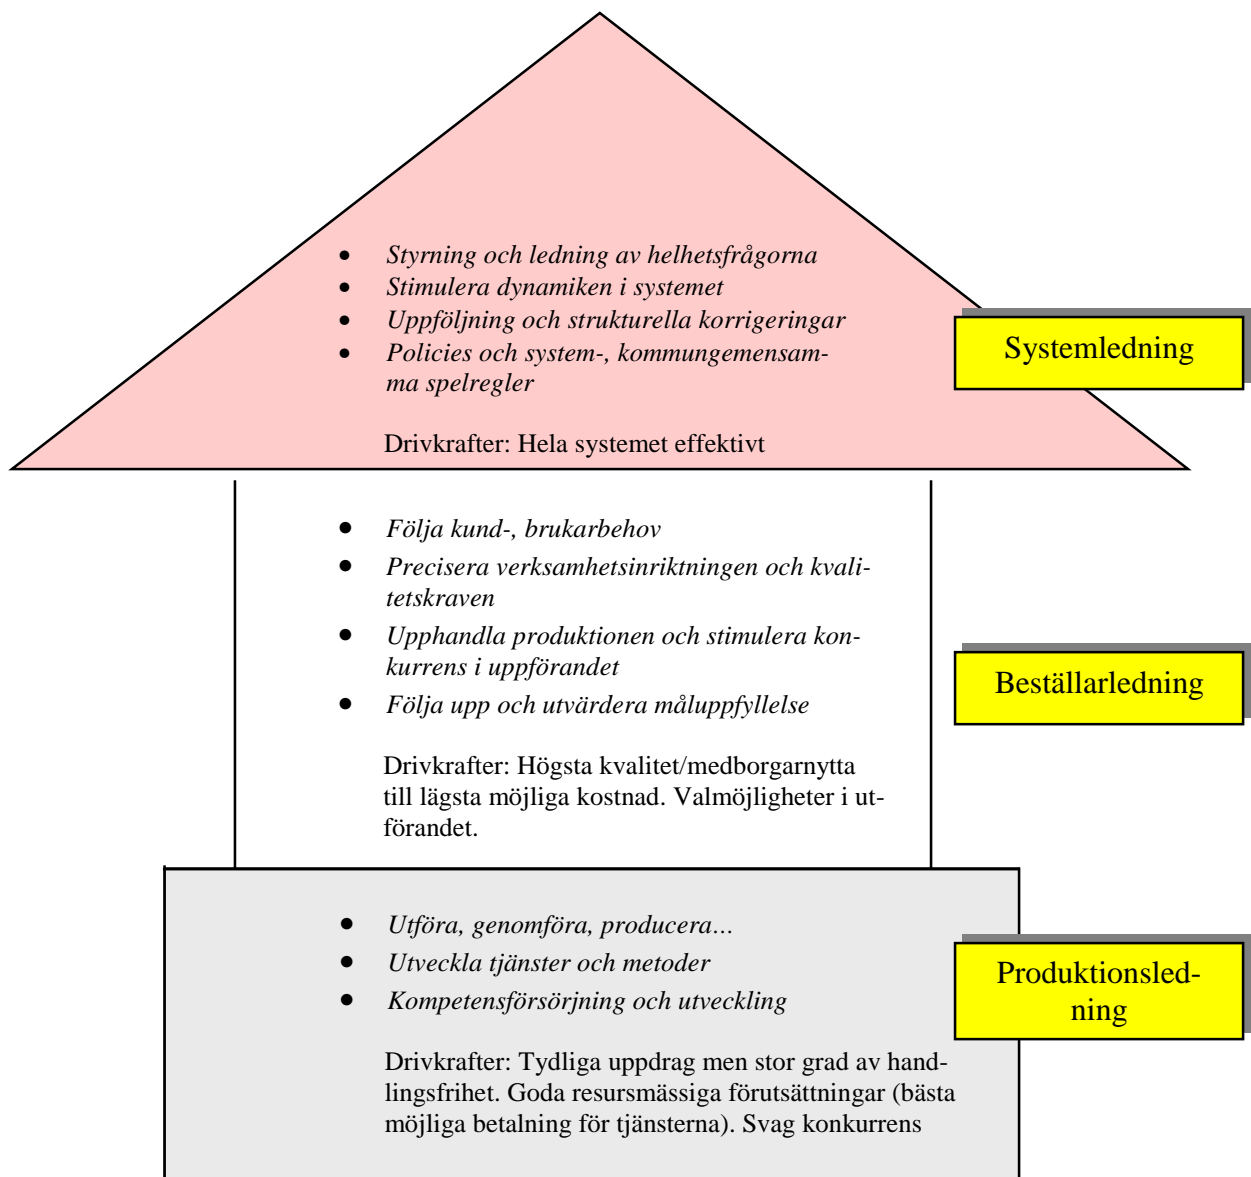 • Styrning och ledning av helhetsfrågorna
• Stimulera dynamiken i systemet
• Uppföljning och strukturella korrigeringar
• Policies och system-, kommungemensam-
ma spelregler
Drivkrafter: Hela systemet effektivt
Systemledning
• Följa kund-, brukarbehov
• Precisera verksamhetsinriktningen och kvali-
tetskraven
• Upphandla produktionen och stimulera kon-
kurrens i uppförandet
• Följa upp och utvärdera måluppfyllelse
Drivkrafter: Högsta kvalitet/medborgarnytta
till lägsta möjliga kostnad. Valmöjligheter i ut-
förandet.
Beställarledning
• Utföra, genomföra, producera…
• Utveckla tjänster och metoder
• Kompetensförsörjning och utveckling
Drivkrafter: Tydliga uppdrag men stor grad av hand-
lingsfrihet. Goda resursmässiga förutsättningar (bästa
möjliga betalning för tjänsterna). Svag konkurrens
Produktionsled-
ning